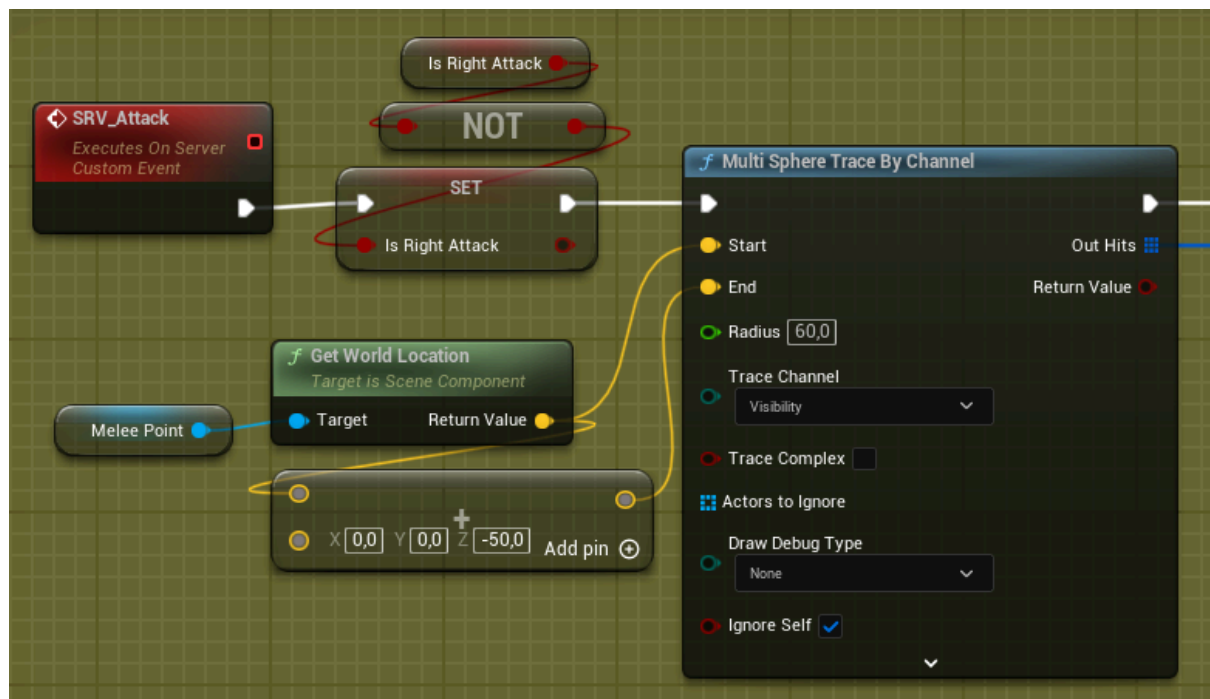 Is Right Attack
NOT
SRV_Attack
Executes On Server
Custom Event
SET
Is Right Attack
f Multi Sphere Trace By Channel
Start
Out Hits
End
Return Value
Radius 60,0
Trace Channel
Visibility
Trace Complex
Actors to Ignore
Draw Debug Type
None
Ignore Self
f Get World Location
Target is Scene Component
Target
Return Value
Melee Point
+
X 0,0 Y 0,0 Z -50,0
Add pin